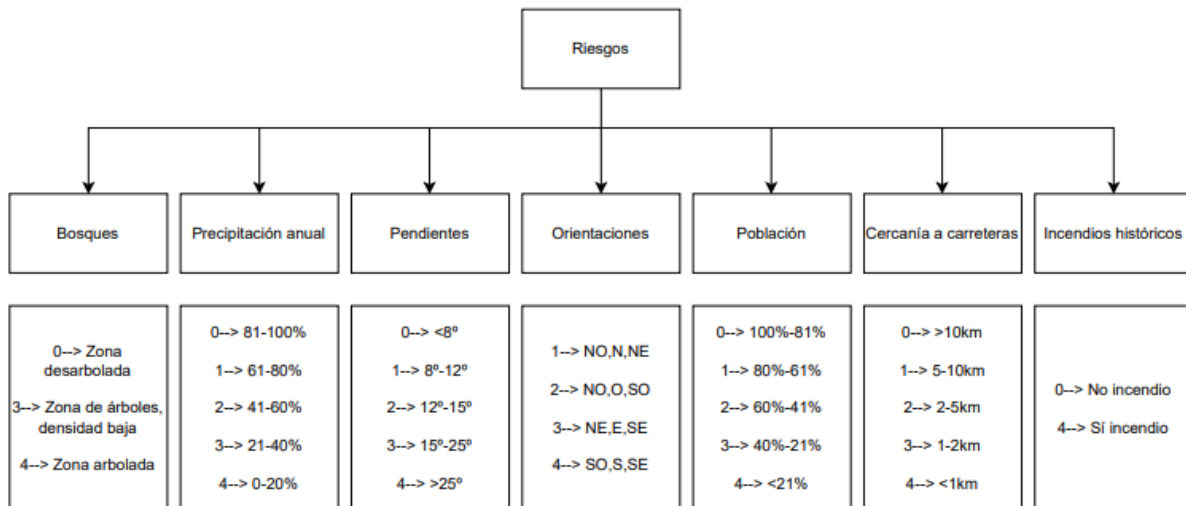 Riesgos
Bosques
Precipitación anual
Pendientes
Orientaciones
Población
Cercanía a carreteras
Incendios históricos
0--> Zona
desarbolada
3--> Zona de árboles,
densidad baja
4--> Zona arbolada
0--> 81-100%
1--> 61-80%
2--> 41-60%
3--> 21-40%
4--> 0-20%
0--> <8º
1--> 8º-12º
2--> 12º-15º
3--> 15º-25º
4--> >25º
1--> NO,N,NE
2--> NO,O,SO
3--> NE,E,SE
4--> SO,S,SE
0--> 100%-81%
1--> 80%-61%
2--> 60%-41%
3--> 40%-21%
4--> <21%
0--> >10km
1--> 5-10km
2--> 2-5km
3--> 1-2km
4--> <1km
0--> No incendio
4--> Sí incendio